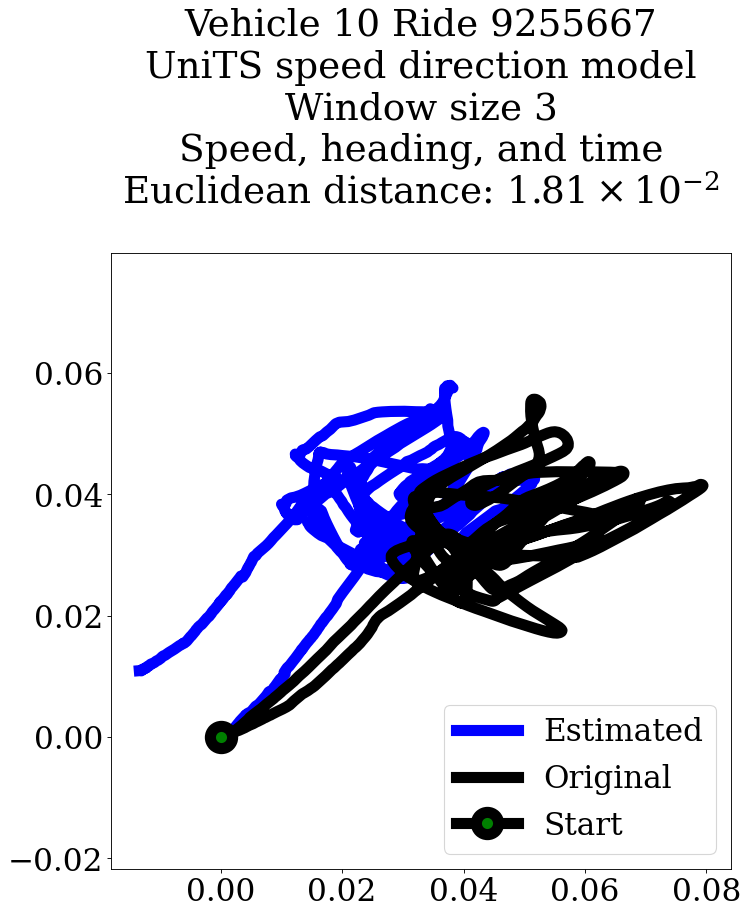 Vehicle 10 Ride 9255667
UniTS speed direction model
Window size 3
Speed, heading, and time
Euclidean distance: 1.81 × 10⁻²
0.06
0.04
0.02
0.00
−0.02
0.00 0.02 0.04 0.06 0.08
Estimated
Original
Start